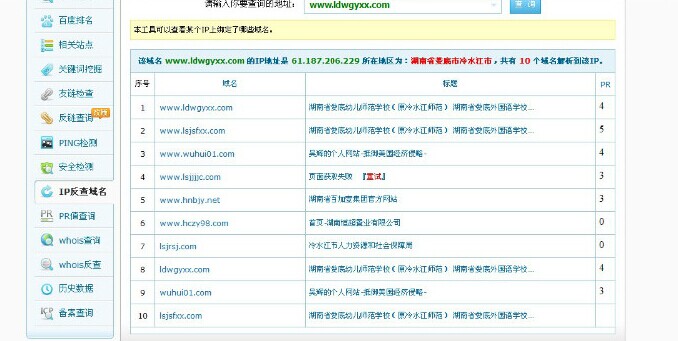 请输入你要查询的地址：
www.ldwgyxx.com
查 询
百度排名
相关站点
关键词挖掘
友链检查
反链查询
PING检测
安全检测
IP反查域名
PR值查询
whois查询
whois反查
历史数据
备案查询
本工具可以查看某个IP上绑定了哪些域名。
该域名 www.ldwgyxx.com 的IP地址是 61.187.206.229 所在地区为：湖南省娄底市冷水江市，共有 10 个域名解析到该IP。
序号 域名 标题 PR
1 www.ldwgyxx.com 湖南省娄底幼儿师范学校（原冷水江师范） 湖南省娄底外国语学校... 4
2 www.lsjsfxx.com 湖南省娄底幼儿师范学校（原冷水江师范） 湖南省娄底外国语学校... 5
3 www.wuhui01.com 吴辉的个人网站-抵御美国经济侵略- 4
4 www.lsjjjjc.com 页面获取失败 『重试』 3
5 www.hnbjy.net 湖南省百加变集团官方网站 3
6 www.hczy98.com 首页-湖南恒超置业有限公司 0
7 lsjrsj.com 冷水江市人力资源和社会保障局 0
8 ldwgyxx.com 湖南省娄底幼儿师范学校（原冷水江师范） 湖南省娄底外国语学校... 4
9 wuhui01.com 吴辉的个人网站-抵御美国经济侵略- 3
10 lsjsfxx.com 湖南省娄底幼儿师范学校（原冷水江师范） 湖南省娄底外国语学校...